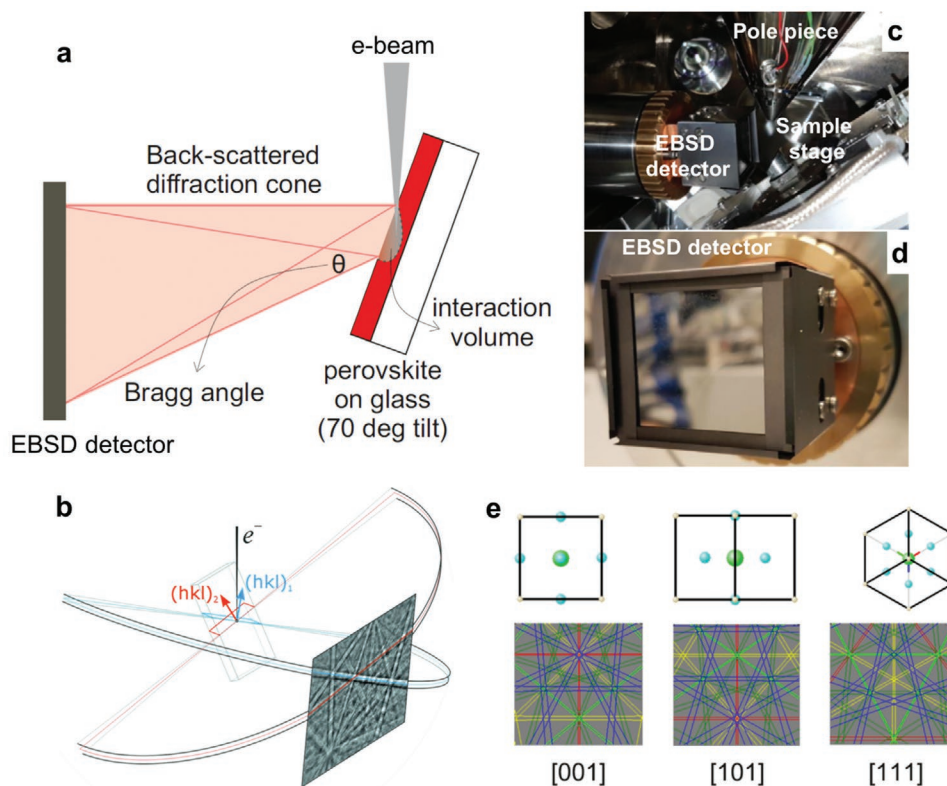 a
e-beam
Back-scattered
diffraction cone
θ
interaction
volume
Bragg angle
perovskite
on glass
(70 deg tilt)
EBSD detector
c
Pole piece
EBSD
detector
Sample
stage
EBSD detector
d
b
e⁻
(hkl)₂
(hkl)₁
e
[001]
[101]
[111]